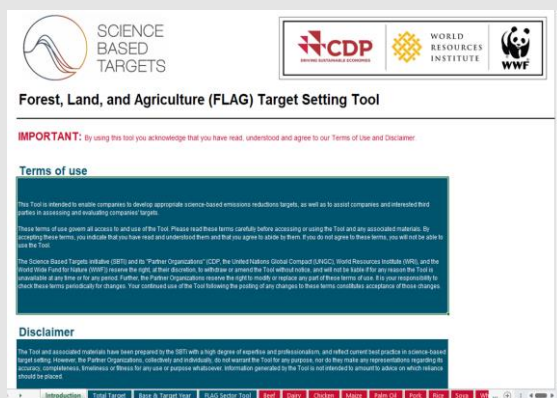 SCIENCE
BASED
TARGETS
CDP
DRIVING SUSTAINABLE ECONOMIES
WORLD
RESOURCES
INSTITUTE
WWF
Forest, Land, and Agriculture (FLAG) Target Setting Tool
IMPORTANT: By using this tool you acknowledge that you have read, understood and agree to our Terms of Use and Disclaimer.
Terms of use
This Tool is intended to enable companies to develop appropriate science-based emissions reductions targets, as well as to assist companies and interested third
parties in assessing and evaluating companies' targets.
These terms of use govern all access to and use of the Tool. Please read these terms carefully before accessing or using the Tool and any associated materials. By
accepting these terms, you indicate that you have read and understood them and that you agree to abide by them. If you do not agree to these terms, you will not be able to
use the Tool.
The Science Based Targets initiative (SBTi) and its "Partner Organizations" (CDP, the United Nations Global Compact (UNGC), World Resources Institute (WRI), and the
World Wide Fund for Nature (WWF)) reserve the right, at their discretion, to withdraw or amend the Tool without notice, and will not be liable if for any reason the Tool is
unavailable at any time or for any period. Further, the Partner Organizations reserve the right to modify or replace any part of these terms of use. It is your responsibility to
check these terms periodically for changes. Your continued use of the Tool following the posting of any changes to these terms constitutes acceptance of those changes.
Disclaimer
The Tool and associated materials have been prepared by the SBTi with a high degree of expertise and professionalism, and reflect current best practice in science-based
target setting. However, the Partner Organizations, collectively and individually, do not warrant the Tool for any purpose, nor do they make any representations regarding its
accuracy, completeness, timeliness or fitness for any use or purpose whatsoever. Information generated by the Tool is not intended to amount to advice on which reliance
should be placed.
Introduction Total Target Base & Target Year FLAG Sector Tool Beef Dairy Chicken Maize Palm Oil Pork Rice Soya Wh ...